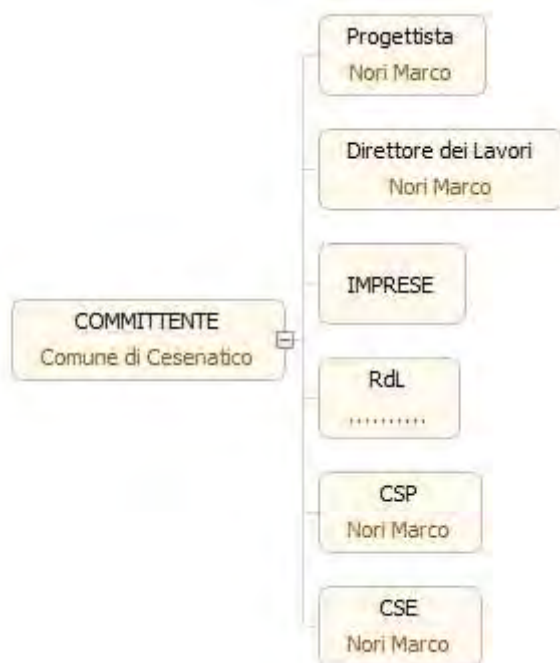 Progettista
Nori Marco
Direttore dei Lavori
Nori Marco
IMPRESE
COMMITTENTE
Comune di Cesenatico
RdL
..........
CSP
Nori Marco
CSE
Nori Marco